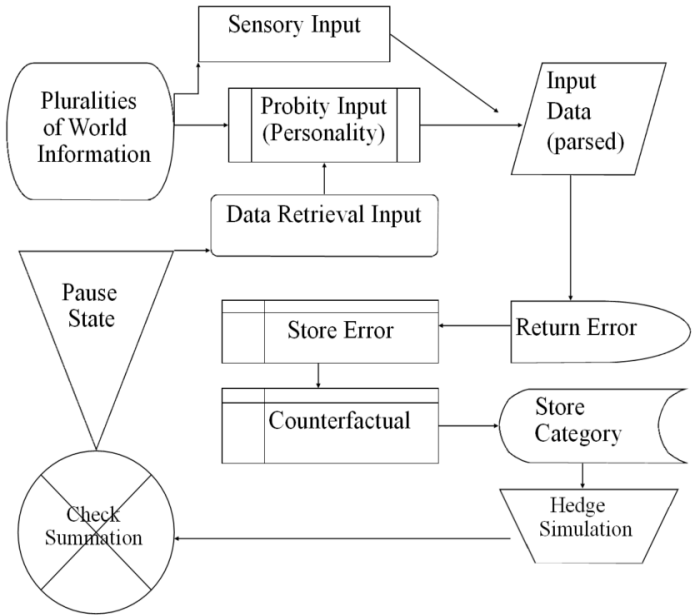 Sensory Input
Pluralities
of World
Information
Probity Input
(Personality)
Input
Data
(parsed)
Data Retrieval Input
Pause
State
Store Error
Return Error
Counterfactual
Store
Category
Check
Summation
Hedge
Simulation